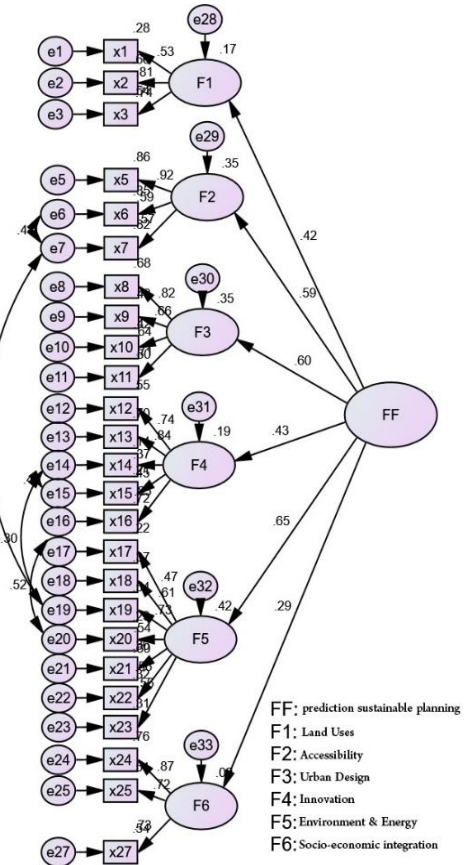 e28
.28
e1 x1 .53 .17
e2 x2 .81 F1
e3 x3
e29
.86 .35
e5 x5 .92
e6 x6 .59 F2
e7 x7 .62
.68 .42
e8 x8 .82 e30 .35
e9 x9 .66 .59
e10 x10 .64 F3
e11 x11 .60
.55
e12 x12 e31
e13 x13 .74 .19 .43 FF
e14 x14 .84 F4
e15 x15
e16 x16 .72
.22 .65
e17 x17
.30 e18 x18 .47 e32 .29
.52 e19 x19 .61 .73 .42
e20 x20 .54 F5
e21 x21
e22 x22
e23 x23
.76
e24 x24 .87 e33
e25 x25 .72 F6
e27 x27
FF: prediction sustainable planning
F1: Land Uses
F2: Accessibility
F3: Urban Design
F4: Innovation
F5: Environment & Energy
F6: Socio-economic integration